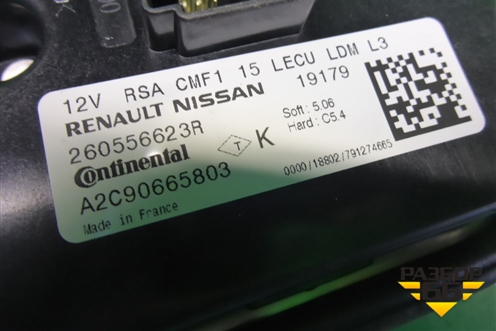 12V RSA CMF1 15 LECU LDM L3
RENAULT NISSAN 19179
260556623R
Soft : 5.06
Hard : C5.4
Continental T K
A2C90665803
0000/18802/791274665
Made in France
РАЗБОР